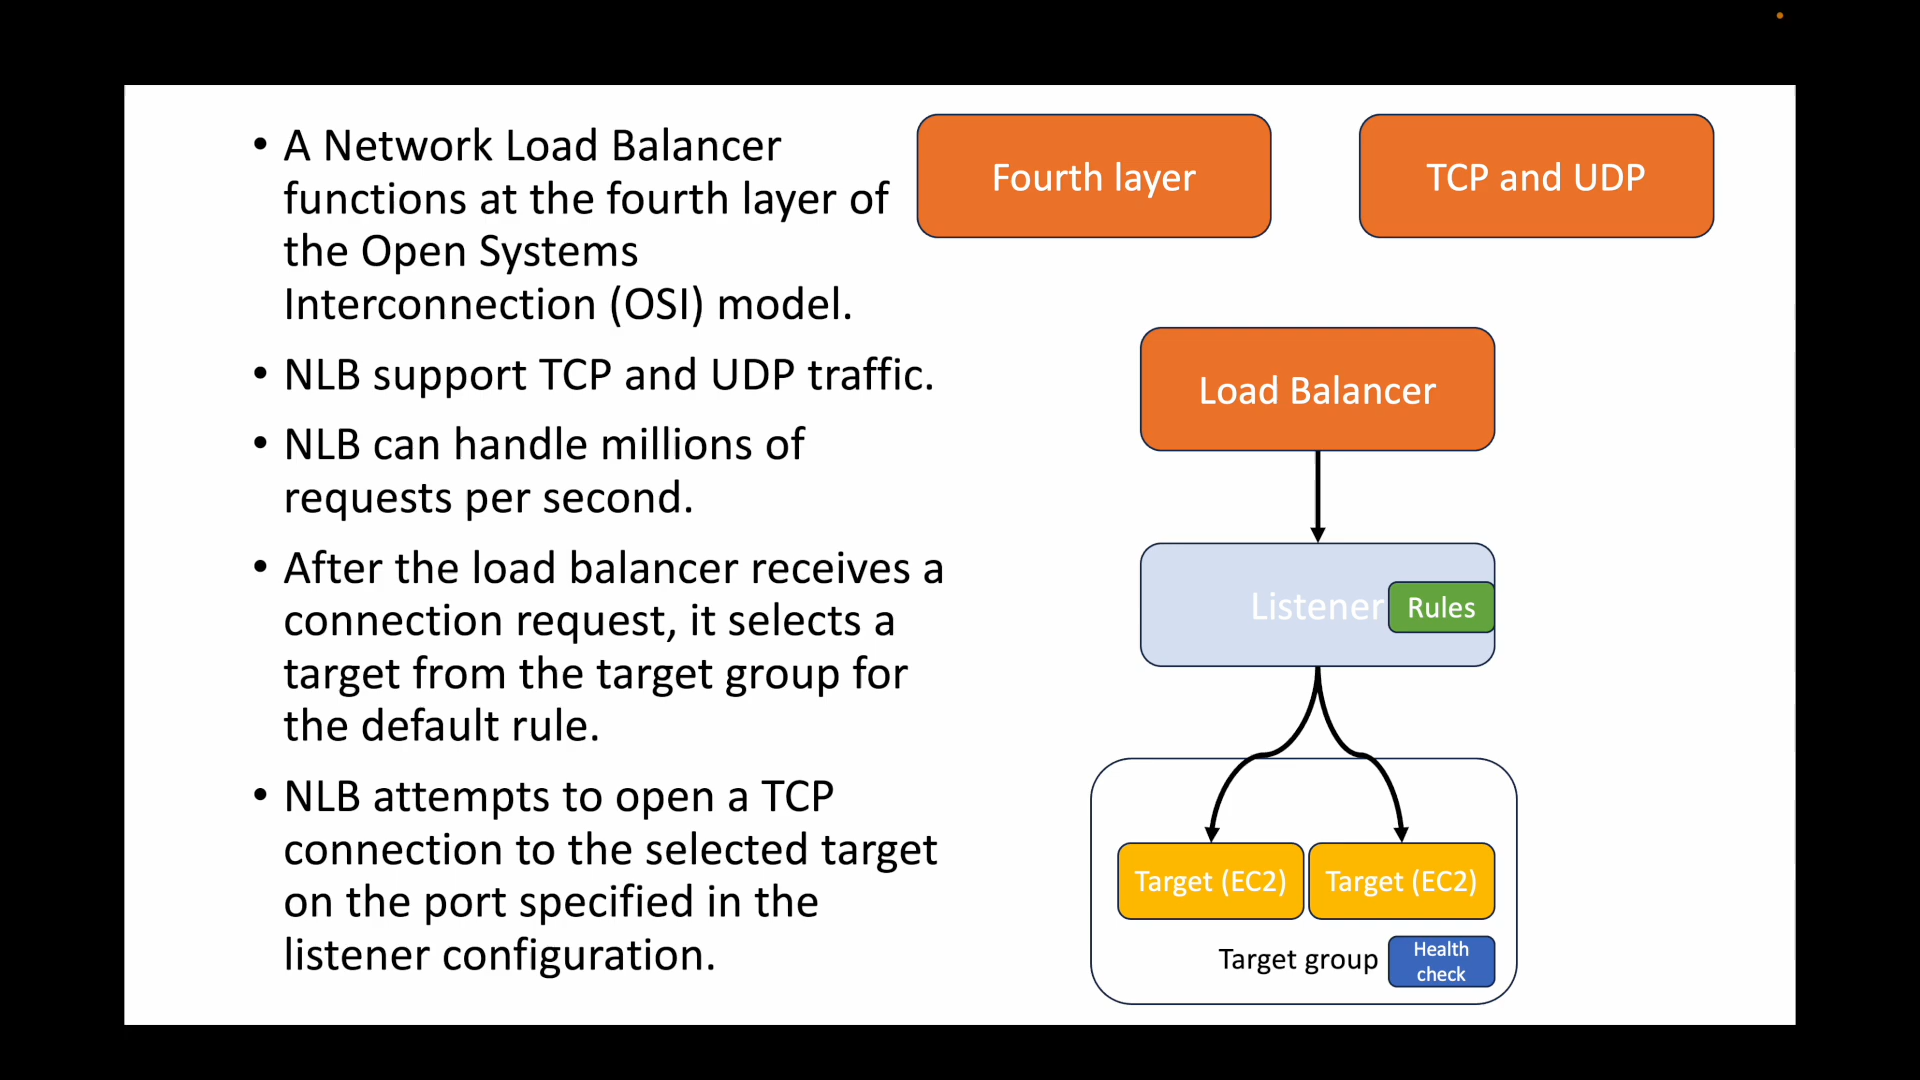 • A Network Load Balancer
functions at the fourth layer of
the Open Systems
Interconnection (OSI) model.
• NLB support TCP and UDP traffic.
• NLB can handle millions of
requests per second.
• After the load balancer receives a
connection request, it selects a
target from the target group for
the default rule.
• NLB attempts to open a TCP
connection to the selected target
on the port specified in the
listener configuration.
Fourth layer
TCP and UDP
Load Balancer
Listener
Rules
Target (EC2)
Target (EC2)
Target group
Health
check